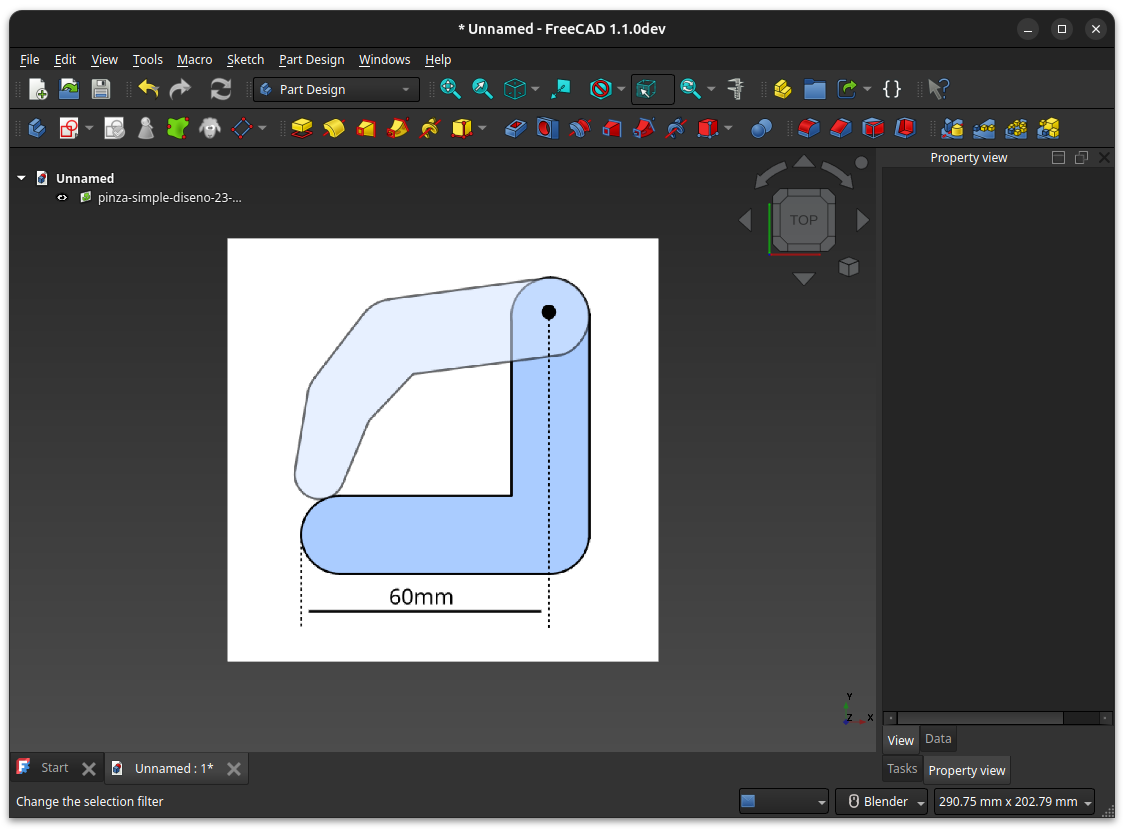 * Unnamed - FreeCAD 1.1.0dev
File Edit View Tools Macro Sketch Part Design Windows Help
Part Design
{}
?
Property view
Unnamed
pinza-simple-diseno-23-...
TOP
60mm
Y
Z X
View Data
Start Unnamed : 1*
Tasks Property view
Change the selection filter
Blender 290.75 mm x 202.79 mm